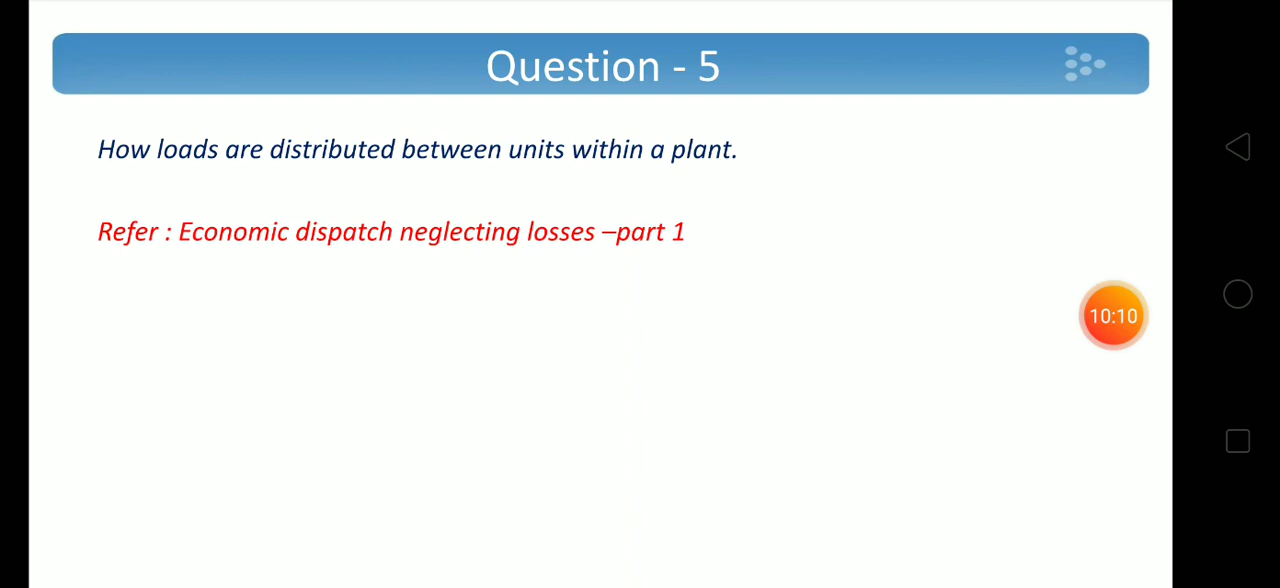 Question - 5
How loads are distributed between units within a plant.
Refer : Economic dispatch neglecting losses –part 1
10:10